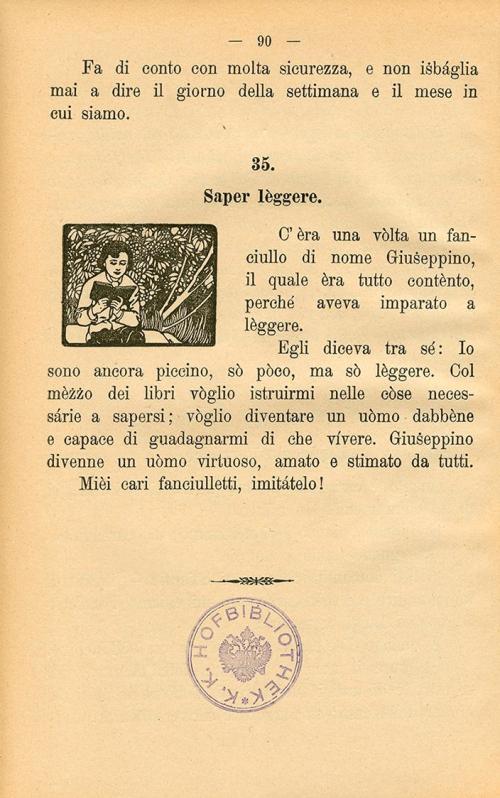 — 90 —
Fa di conto con molta sicurezza, e non iṡbáglia
mai a dire il giorno della settimana e il mese in
cui siamo.
35.
Saper lèggere.
C' èra una vòlta un fan-
ciullo di nome Giuṡeppino,
il quale èra tutto contènto,
perché aveva imparato a
lèggere.
Egli diceva tra sé: Io
sono ancora piccino, sò pòco, ma sò lèggere. Col
mèżżo dei libri vòglio istruirmi nelle còse neces-
sárie a sapersi; vòglio diventare un uòmo dabbène
e capace di guadagnarmi di che vívere. Giuṡeppino
divenne un uòmo virtuoso, amato e stimato da tutti.
Mièi cari fanciulletti, imitátelo!
K. K. HOFBIBLIOTHEK